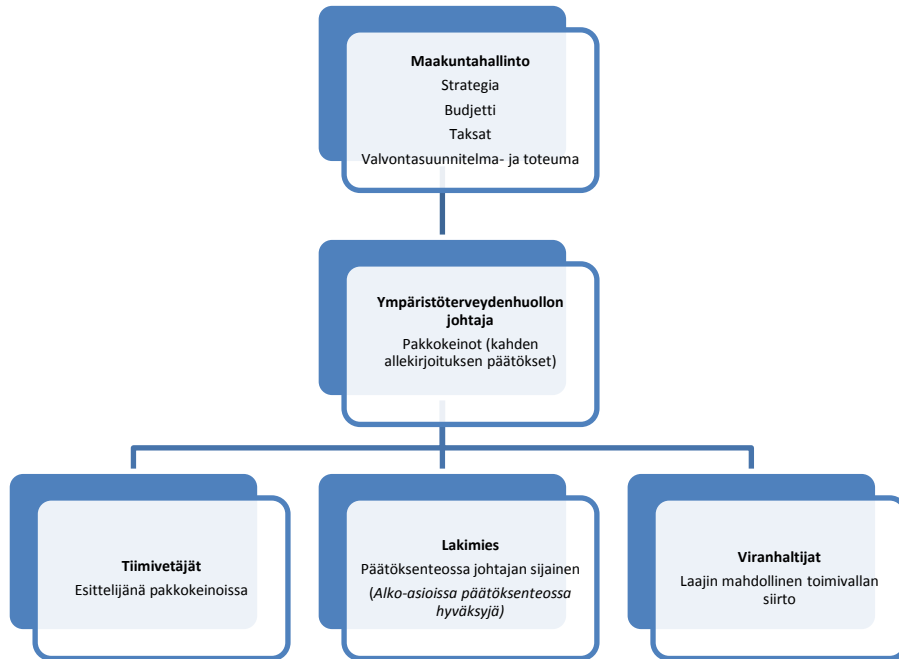 Maakuntahallinto
Strategia
Budjetti
Taksat
Valvontasuunnitelma- ja toteuma
Ympäristöterveydenhuollon
johtaja
Pakkokeinot (kahden
allekirjoituksen päätökset)
Tiimivetäjät
Esittelijänä pakkokeinoissa
Lakimies
Päätöksenteossa johtajan sijainen
(Alko-asioissa päätöksenteossa
hyväksyjä)
Viranhaltijat
Laajin mahdollinen toimivallan
siirto